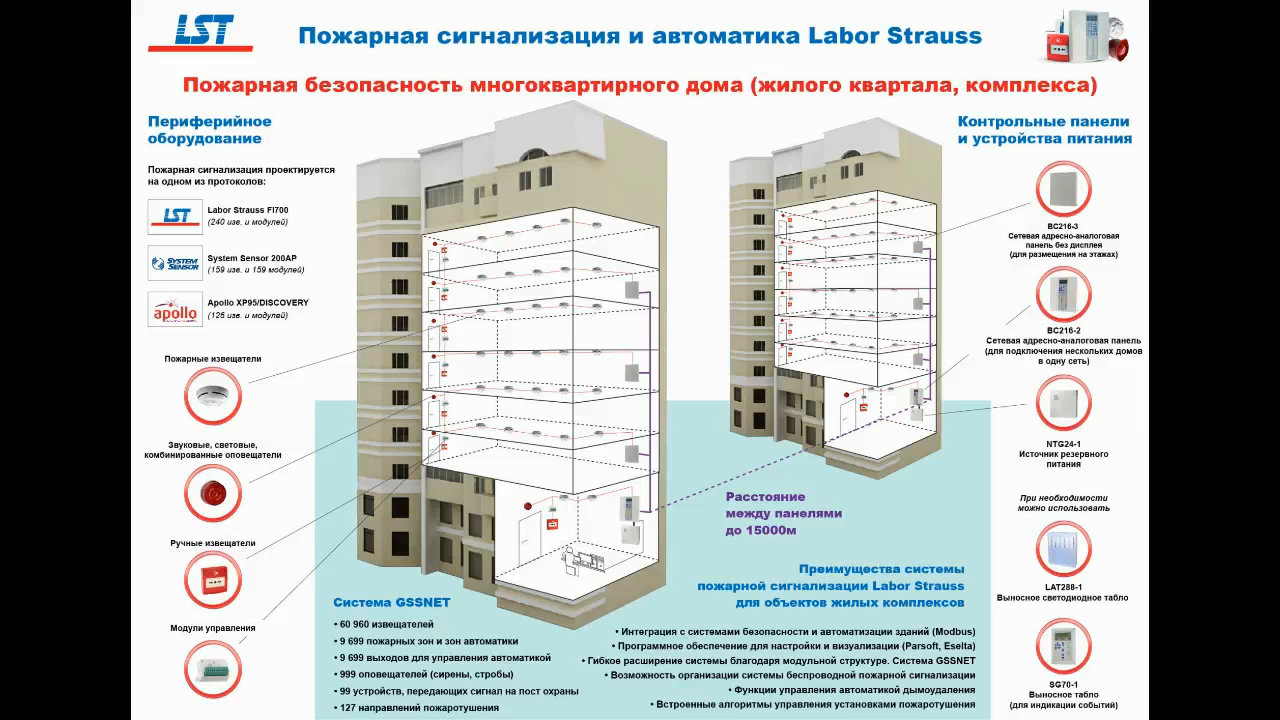 LST
Пожарная сигнализация и автоматика Labor Strauss
Пожарная безопасность многоквартирного дома (жилого квартала, комплекса)
Периферийное
оборудование
Пожарная сигнализация проектируется
на одном из протоколов:
LST
Labor Strauss FI700
(240 изв. и модулей)
SYSTEM
SENSOR
System Sensor 200AP
(159 изв. и 159 модулей)
apollo
Apollo XP95/DISCOVERY
(126 изв. и модулей)
Пожарные извещатели
Звуковые, световые,
комбинированные оповещатели
Ручные извещатели
Модули управления
Система GSSNET
• 60 960 извещателей
• 9 699 пожарных зон и зон автоматики
• 9 699 выходов для управления автоматикой
• 999 оповещателей (сирены, стробы)
• 99 устройств, передающих сигнал на пост охраны
• 127 направлений пожаротушения
Расстояние
между панелями
до 15000м
Преимущества системы
пожарной сигнализации Labor Strauss
для объектов жилых комплексов
• Интеграция с системами безопасности и автоматизации зданий (Modbus)
• Программное обеспечение для настройки и визуализации (Parsoft, Eselta)
• Гибкое расширение системы благодаря модульной структуре. Система GSSNET
• Возможность организации системы беспроводной пожарной сигнализации
• Функции управления автоматикой дымоудаления
• Встроенные алгоритмы управления установками пожаротушения
Контрольные панели
и устройства питания
BC216-3
Сетевая адресно-аналоговая
панель без дисплея
(для размещения на этажах)
BC216-2
Сетевая адресно-аналоговая панель
(для подключения нескольких домов
в одну сеть)
NTG24-1
Источник резервного
питания
При необходимости
можно использовать
LAT288-1
Выносное светодиодное табло
SG70-1
Выносное табло
(для индикации событий)